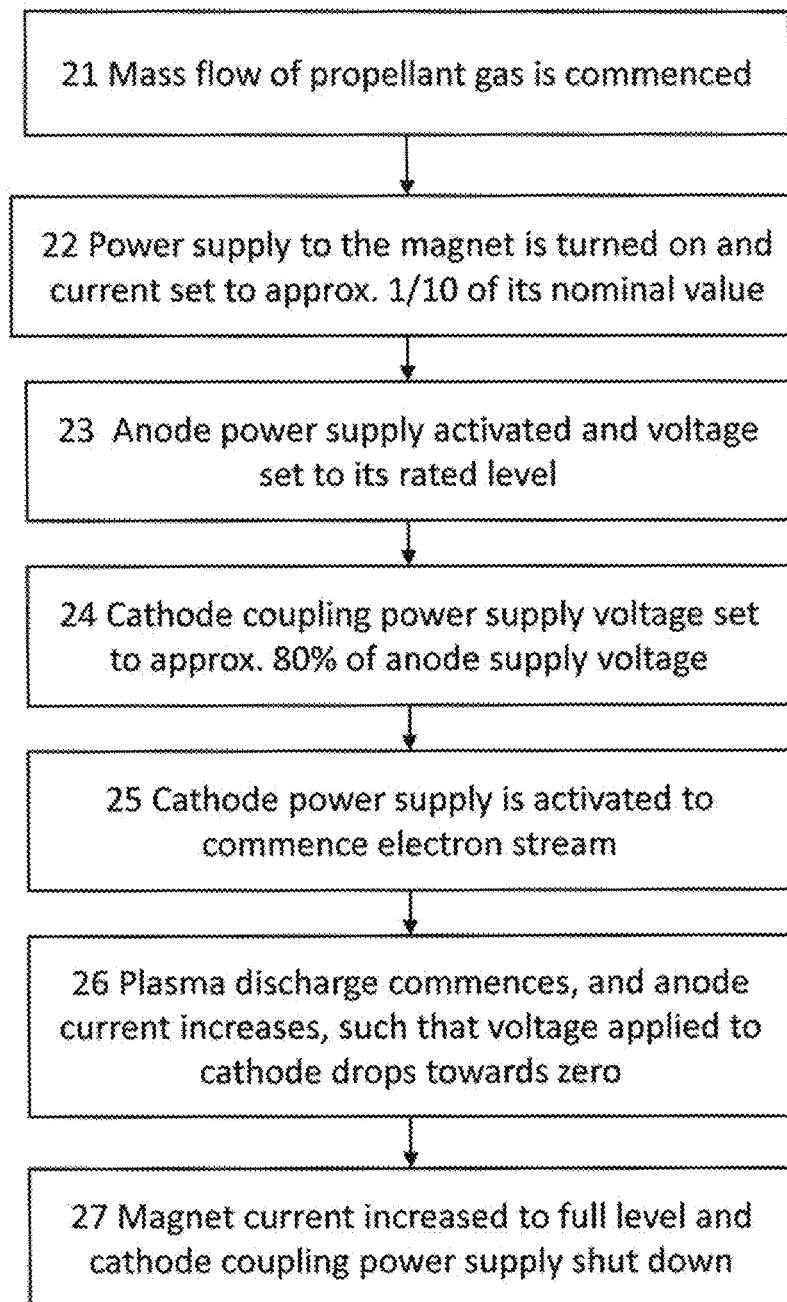 21 Mass flow of propellant gas is commenced
22 Power supply to the magnet is turned on and
current set to approx. 1/10 of its nominal value
23 Anode power supply activated and voltage
set to its rated level
24 Cathode coupling power supply voltage set
to approx. 80% of anode supply voltage
25 Cathode power supply is activated to
commence electron stream
26 Plasma discharge commences, and anode
current increases, such that voltage applied to
cathode drops towards zero
27 Magnet current increased to full level and
cathode coupling power supply shut down